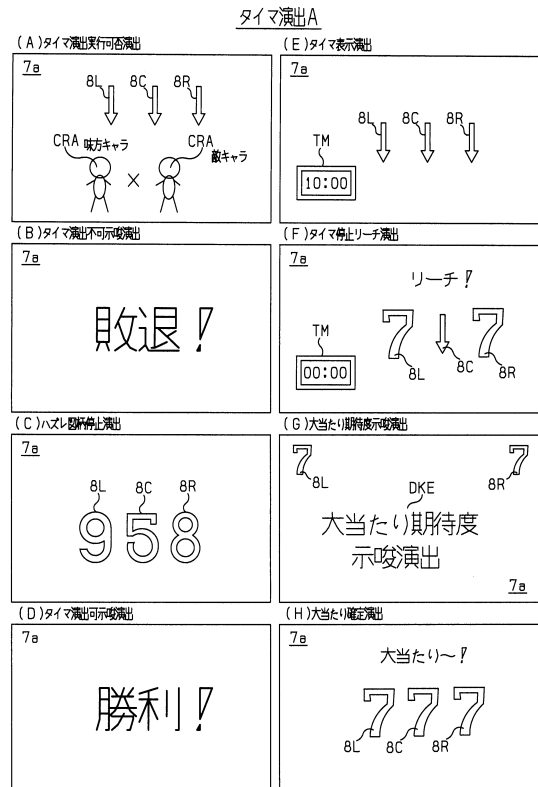 タイマ演出A
(A)タイマ演出実行可否演出
7a
8L 8C 8R
CRA 味方キャラ
×
CRA 敵キャラ
(B)タイマ演出不可示唆演出
7a
敗退!
(C)ハズレ図柄停止演出
7a
8L 8C 8R
9 5 8
(D)タイマ演出可示唆演出
7a
勝利!
(E)タイマ表示演出
7a
8L 8C 8R
TM
10:00
(F)タイマ停止リーチ演出
7a
リーチ!
TM
7 7
00:00
8L 8C 8R
(G)大当たり期待度示唆演出
7 7
8L 8R
DKE
大当たり期待度
示唆演出
7a
(H)大当たり確定演出
7a
大当たり〜!
7 7 7
8L 8C 8R